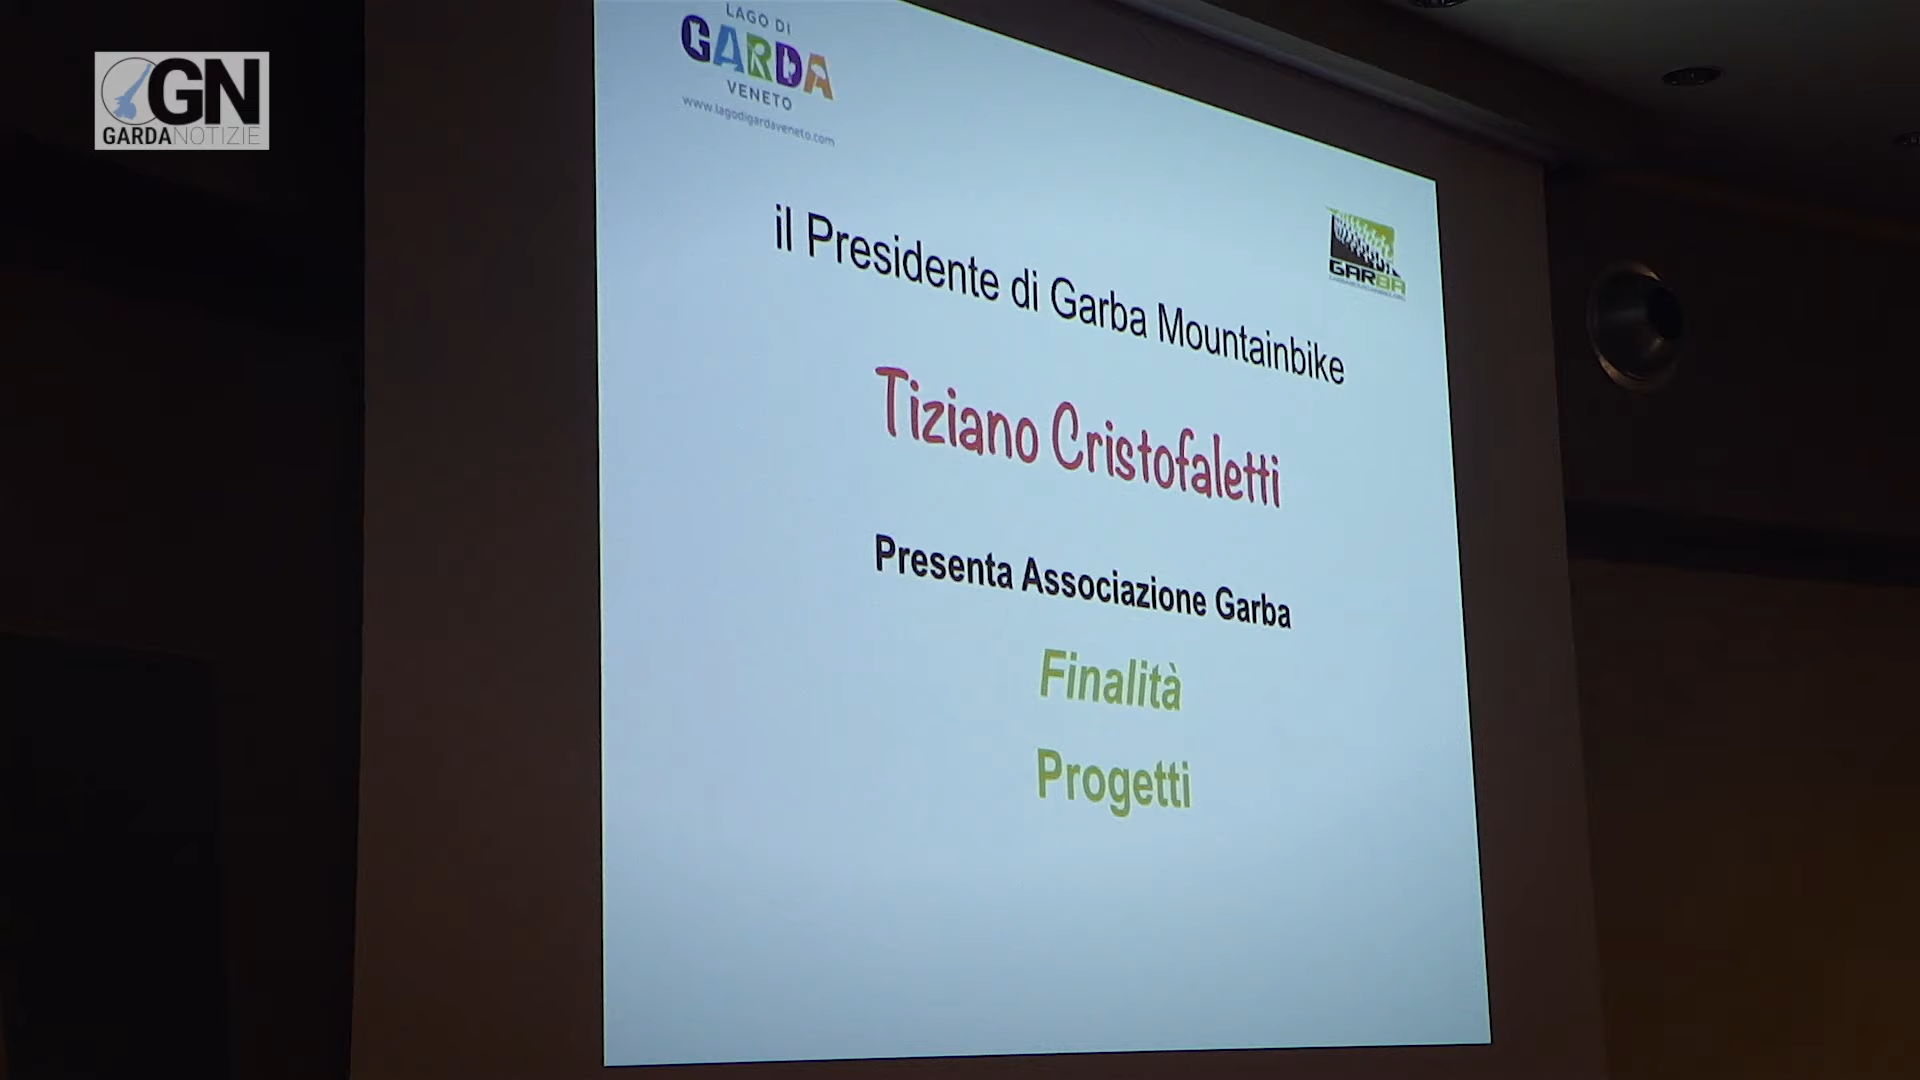 GN
GARDANOTIZIE
LAGO DI
GARDA
VENETO
www.lagodigardaveneto.com
GARBA
il Presidente di Garba Mountainbike
Tiziano Cristofaletti
Presenta Associazione Garba
Finalità
Progetti